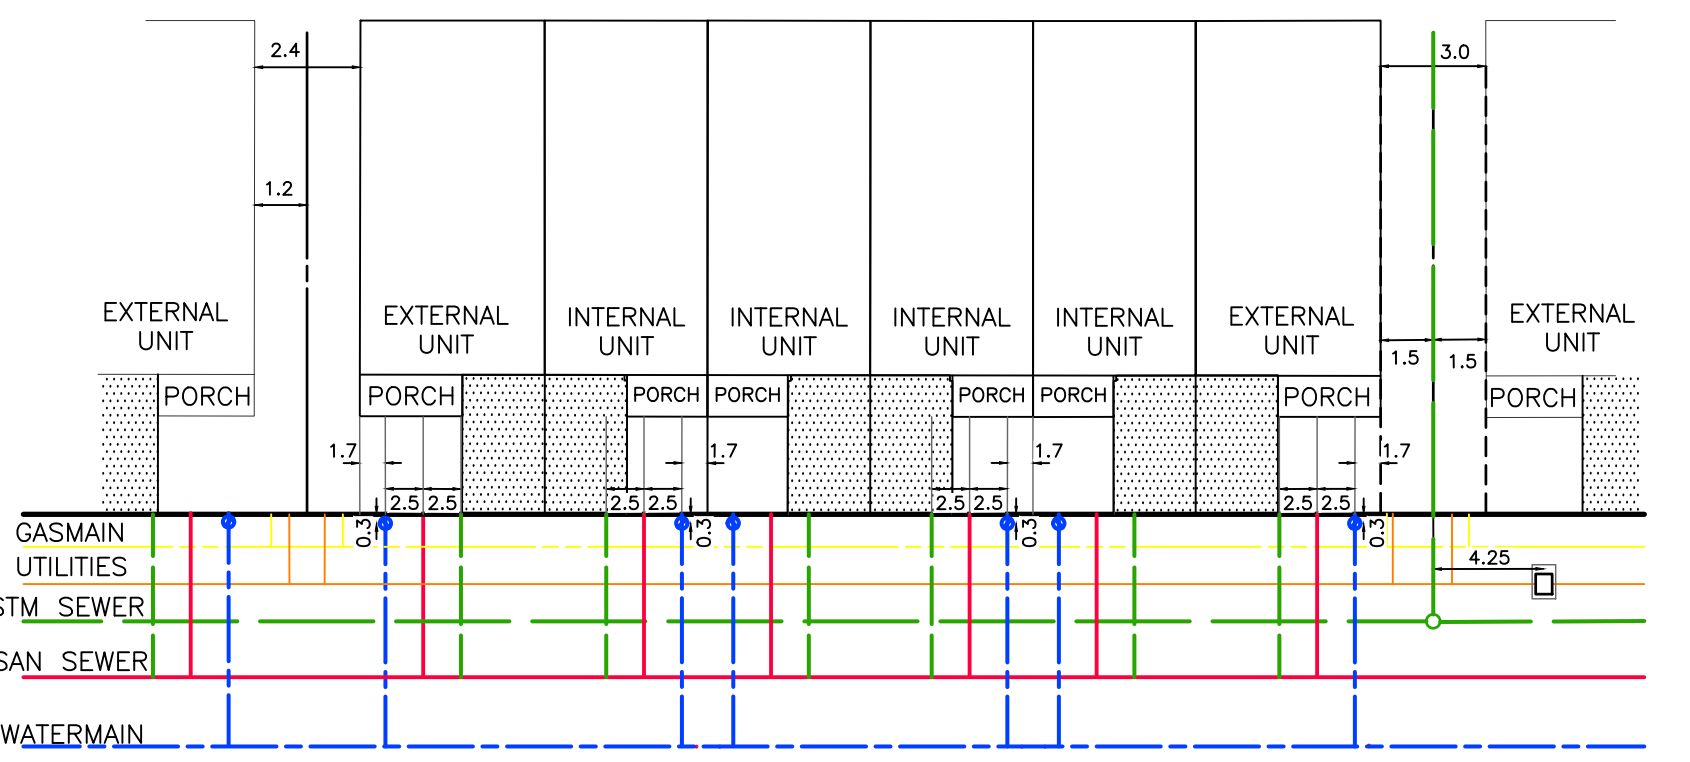 2.4
3.0
1.2
EXTERNAL
UNIT
EXTERNAL
UNIT
INTERNAL
UNIT
INTERNAL
UNIT
INTERNAL
UNIT
INTERNAL
UNIT
EXTERNAL
UNIT
EXTERNAL
UNIT
1.5
1.5
PORCH
PORCH
PORCH
PORCH
PORCH
PORCH
PORCH
PORCH
1.7
1.7
1.7
1.7
2.5
2.5
2.5
2.5
2.5
2.5
2.5
2.5
0.3
0.3
0.3
0.3
GASMAIN
UTILITIES
4.25
STM SEWER
SAN SEWER
WATERMAIN